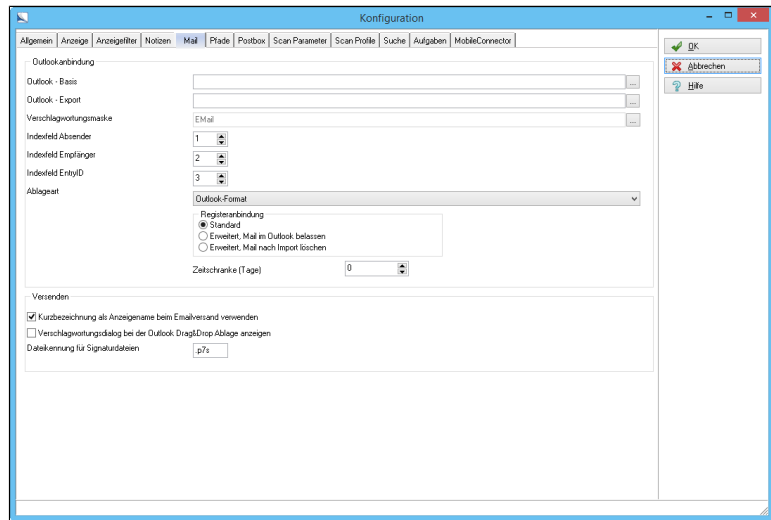 Konfiguration
Allgemein Anzeige Anzeigefilter Notizen Mail Pfade Postbox Scan Parameter Scan Profile Suche Aufgaben MobileConnector
OK
Abbrechen
Hilfe
Outlookanbindung
Outlook - Basis ...
Outlook - Export ...
Verschlagwortungsmaske EMail ...
Indexfeld Absender 1
Indexfeld Empfänger 2
Indexfeld EntryID 3
Ablageart Outlook-Format
Registeranbindung
Standard
Erweitert, Mail im Outlook belassen
Erweitert, Mail nach Import löschen
Zeitschranke (Tage) 0
Versenden
Kurzbezeichnung als Anzeigename beim Emailversand verwenden
Verschlagwortungsdialog bei der Outlook Drag&Drop Ablage anzeigen
Dateikennung für Signaturdateien .p7s